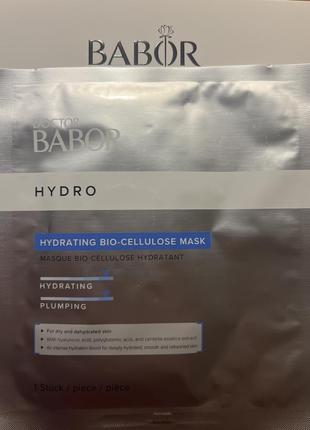 BABOR
DOCTOR
BABOR
HYDRO
HYDRATING BIO-CELLULOSE MASK
MASQUE BIO-CELLULOSE HYDRATANT
HYDRATING
PLUMPING
• For dry and dehydrated skin
• With hyaluronic acid, polyglutamic acid, and centella asiatica extract
• An intense hydration boost for deeply hydrated, smooth and rebalanced skin
1 Stück / piece / pièce